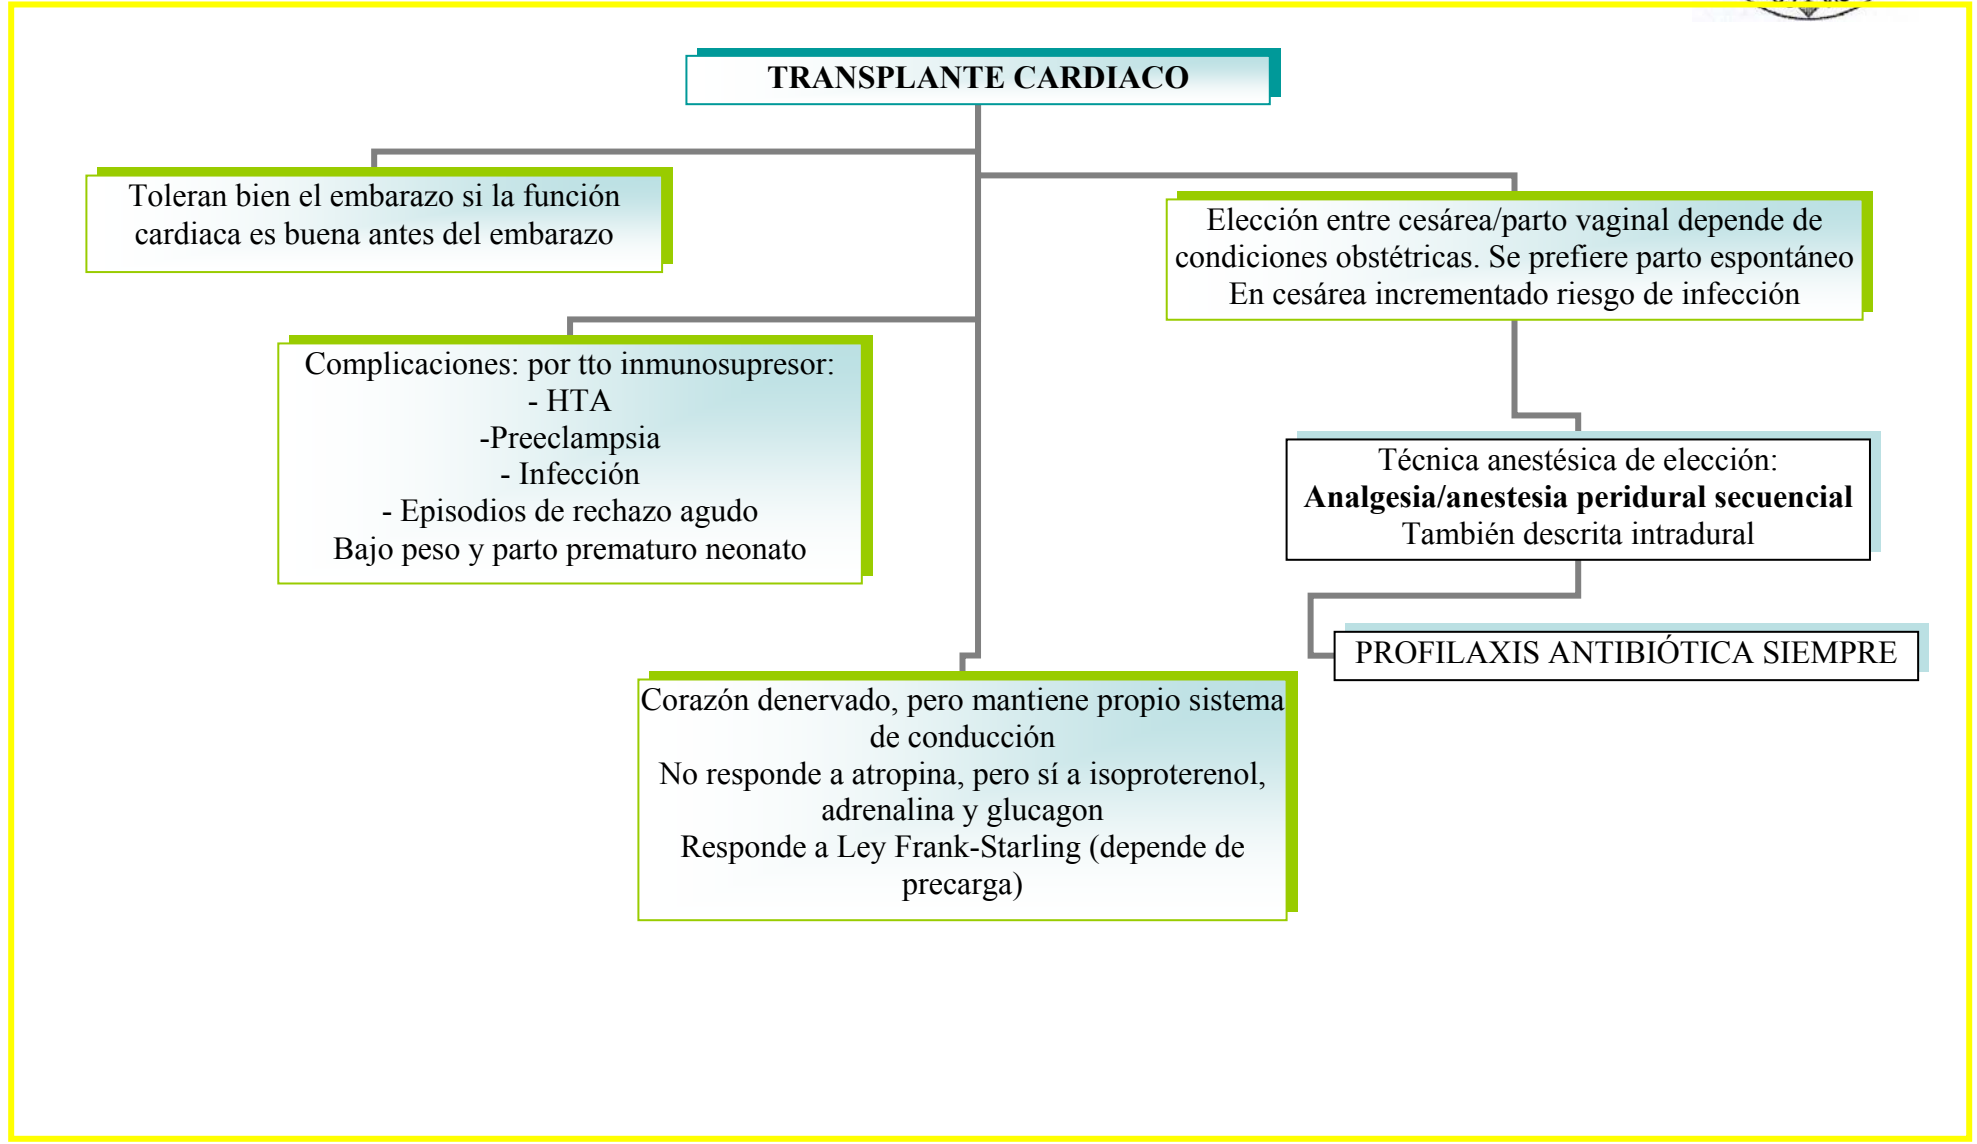 TRANSPLANTE CARDIACO
Toleran bien el embarazo si la función
cardiaca es buena antes del embarazo
Elección entre cesárea/parto vaginal depende de
condiciones obstétricas. Se prefiere parto espontáneo
En cesárea incrementado riesgo de infección
Complicaciones: por tto inmunosupresor:
- HTA
-Preeclampsia
- Infección
- Episodios de rechazo agudo
Bajo peso y parto prematuro neonato
Técnica anestésica de elección:
Analgesia/anestesia peridural secuencial
También descrita intradural
PROFILAXIS ANTIBIÓTICA SIEMPRE
Corazón denervado, pero mantiene propio sistema
de conducción
No responde a atropina, pero sí a isoproterenol,
adrenalina y glucagon
Responde a Ley Frank-Starling (depende de
precarga)